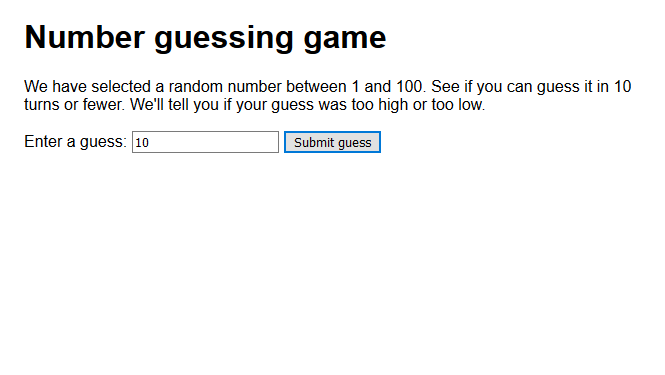 Number guessing game
We have selected a random number between 1 and 100. See if you can guess it in 10
turns or fewer. We'll tell you if your guess was too high or too low.
Enter a guess: 10 Submit guess